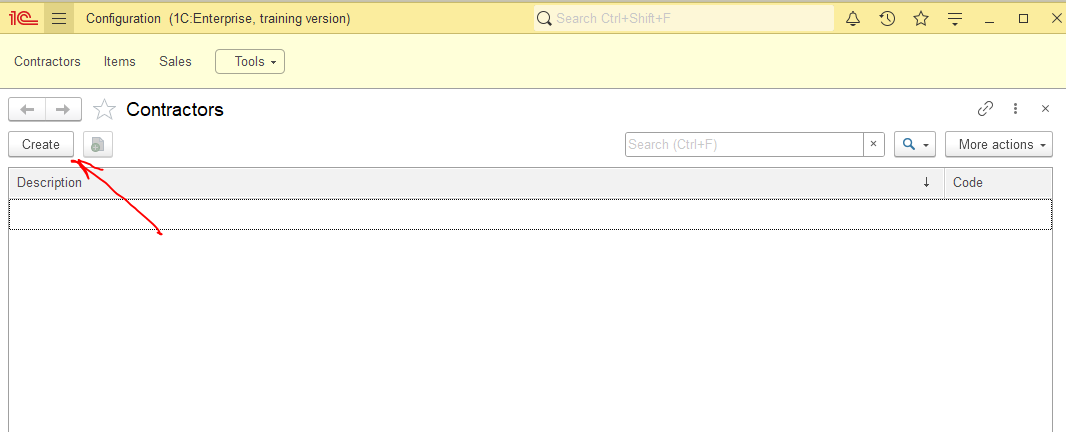 1C Configuration (1C:Enterprise, training version) Search Ctrl+Shift+F
Contractors Items Sales Tools
Contractors
Create Search (Ctrl+F) × More actions
Description ↓ Code